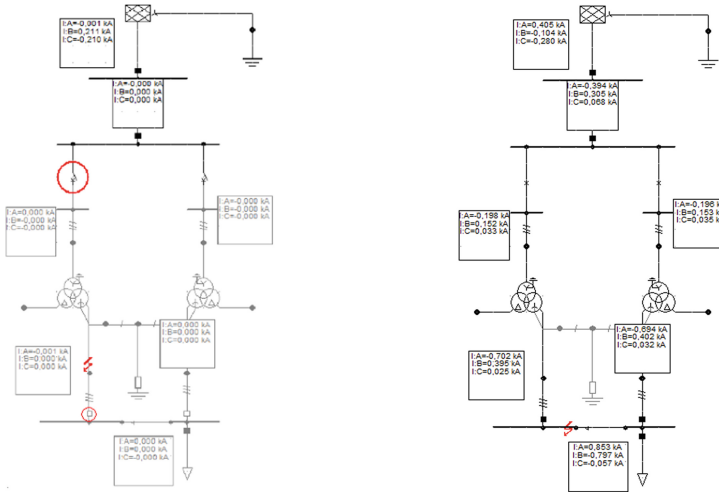 I:A=-0,001 kA
I:B=0,211 kA
I:C=-0,210 kA
I:A=-0,000 kA
I:B=0,000 kA
I:C=0,000 kA
I:A=0,000 kA
I:B=-0,000 kA
I:C=-0,000 kA
I:A=-0,000 kA
I:B=-0,000 kA
I:C=-0,000 kA
I:A=0,000 kA
I:B=0,000 kA
I:C=0,000 kA
I:A=-0,001 kA
I:B=0,000 kA
I:C=0,000 kA
I:A=0,000 kA
I:B=0,000 kA
I:C=-0,000 kA
I:A=0,405 kA
I:B=-0,104 kA
I:C=-0,280 kA
I:A=-0,394 kA
I:B=0,305 kA
I:C=0,068 kA
I:A=-0,198 kA
I:B=0,152 kA
I:C=0,033 kA
I:A=-0,196 kA
I:B=0,153 kA
I:C=0,035 kA
I:A=-0,694 kA
I:B=0,402 kA
I:C=0,032 kA
I:A=-0,702 kA
I:B=0,395 kA
I:C=0,025 kA
I:A=0,853 kA
I:B=-0,797 kA
I:C=-0,057 kA